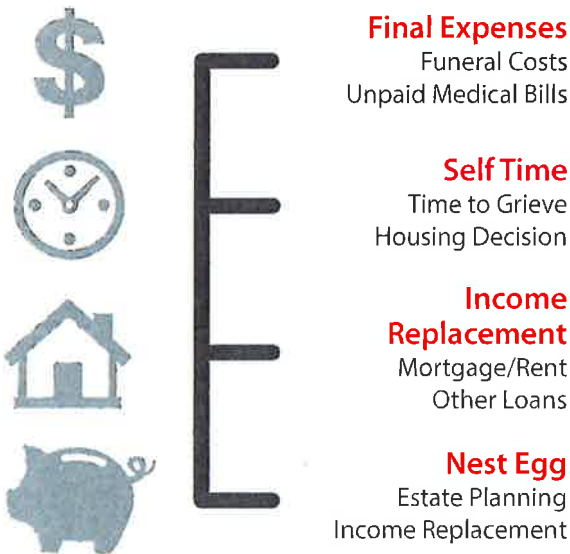 Final Expenses
Funeral Costs
Unpaid Medical Bills
Self Time
Time to Grieve
Housing Decision
Income
Replacement
Mortgage/Rent
Other Loans
Nest Egg
Estate Planning
Income Replacement